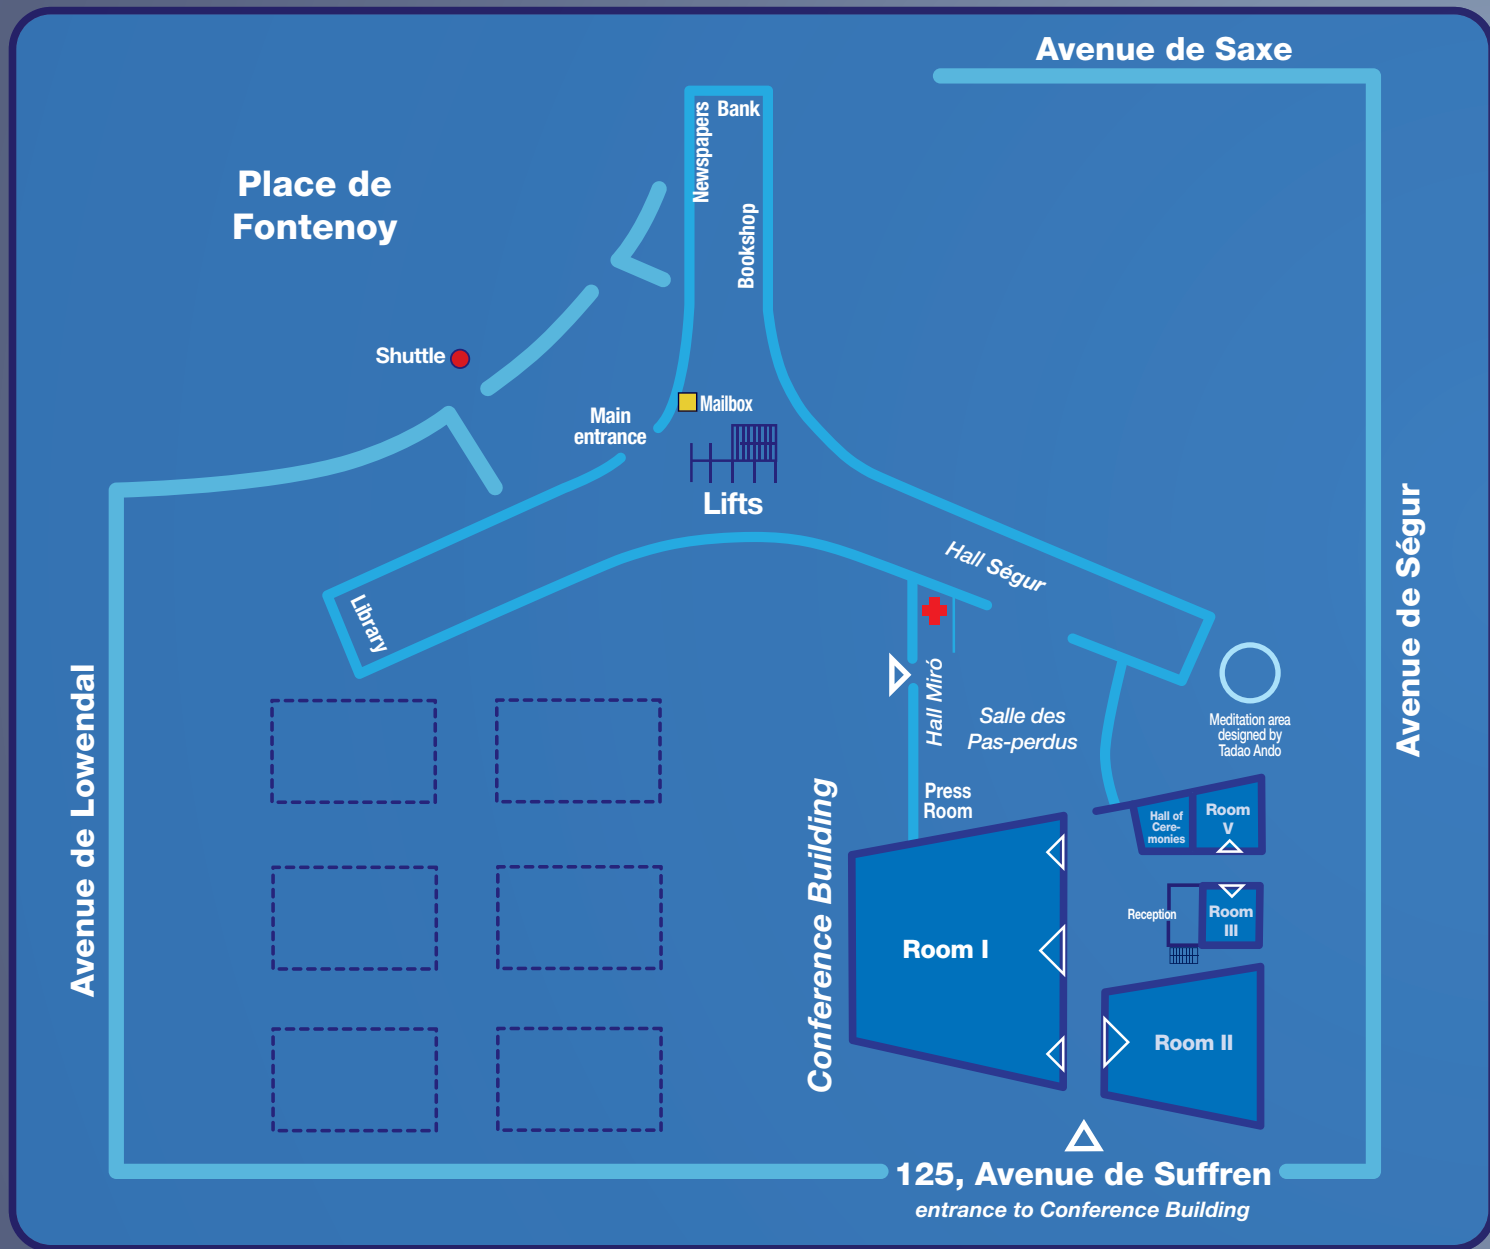 Avenue de Saxe
Newspapers
Bank
Place de
Fontenoy
Bookshop
Shuttle
Mailbox
Main
entrance
Lifts
Hall Ségur
Avenue de Ségur
Library
Hall Miró
Salle des
Pas-perdus
Meditation area
designed by
Tadao Ando
Avenue de Lowendal
Conference Building
Press
Room
Hall of
Cere-
monies
Room
V
Reception
Room
III
Room I
Room II
125, Avenue de Suffren
entrance to Conference Building